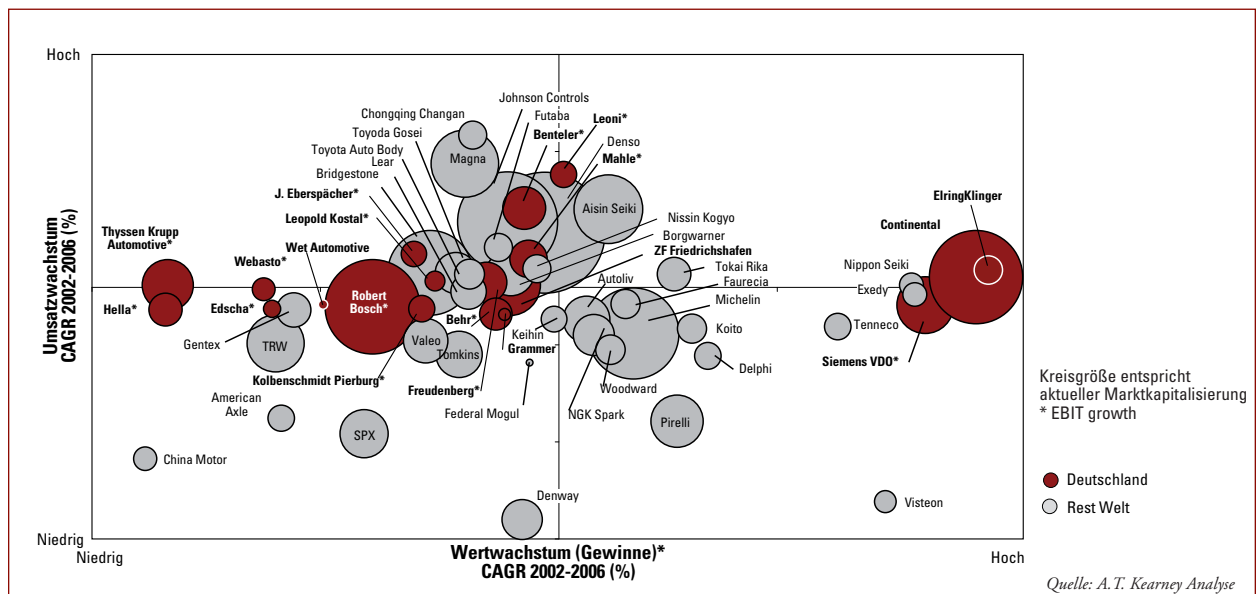 Hoch
Umsatzwachstum
CAGR 2002-2006 (%)
Niedrig
Niedrig
Wertwachstum (Gewinne)*
CAGR 2002-2006 (%)
Hoch
Johnson Controls
Chongqing Changan
Futaba
Leoni*
Toyoda Gosei
Benteler*
Denso
Toyota Auto Body
Mahle*
Lear
Magna
Bridgestone
J. Eberspächer*
Aisin Seiki
ElringKlinger
Leopold Kostal*
Nissin Kogyo
Continental
Thyssen Krupp
Automotive*
Borgwarner
Wet Automotive
ZF Friedrichshafen
Webasto*
Tokai Rika
Nippon Seiki
Autoliv
Faurecia
Exedy
Robert
Bosch*
Michelin
Hella*
Edscha*
Behr*
Keihin
Koito
Tenneco
Gentex
TRW
Valeo
Grammer
Tomkins
Delphi
Siemens VDO*
Kolbenschmidt Pierburg*
Freudenberg*
Woodward
American
Axle
Federal Mogul
NGK Spark
Pirelli
SPX
China Motor
Denway
Visteon
Kreisgröße entspricht
aktueller Marktkapitalisierung
* EBIT growth
Deutschland
Rest Welt
Quelle: A.T. Kearney Analyse